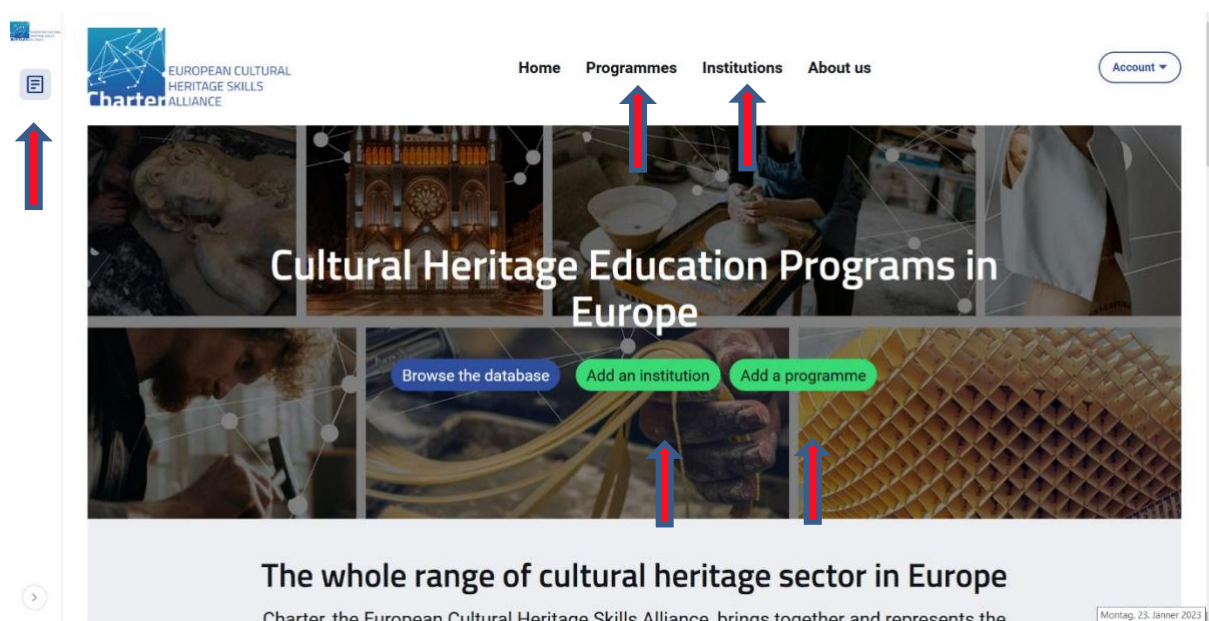 Charter
EUROPEAN CULTURAL
HERITAGE SKILLS
ALLIANCE
Home Programmes Institutions About us
Account
Cultural Heritage Education Programs in
Europe
Browse the database Add an institution Add a programme
The whole range of cultural heritage sector in Europe
Charter, the European Cultural Heritage Skills Alliance, brings together and represents the
Montag, 23. Jänner 2023